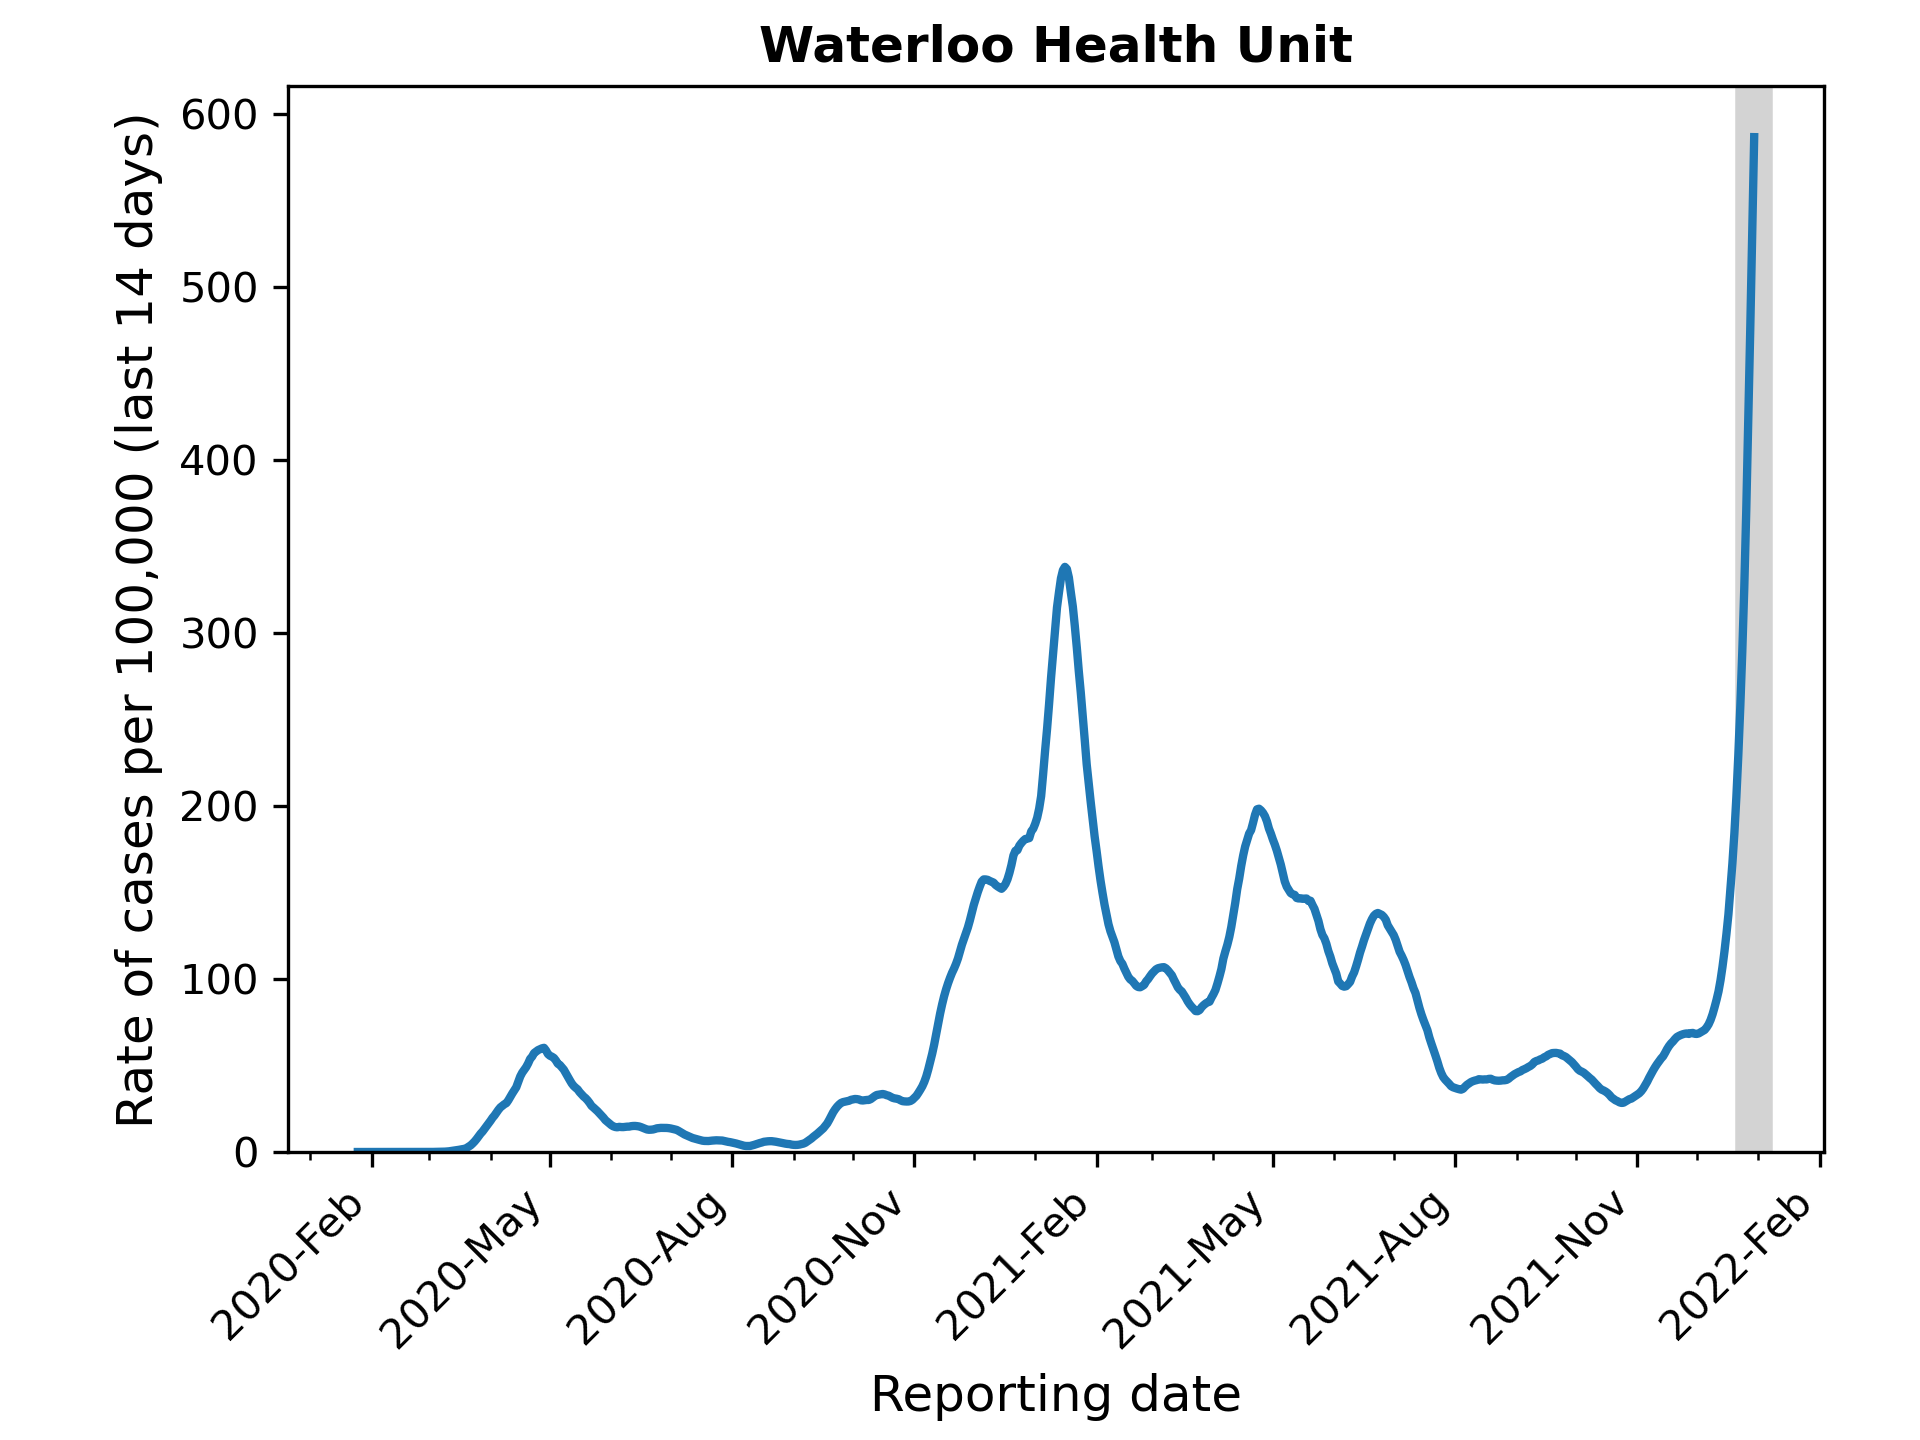 Waterloo Health Unit
Rate of cases per 100,000 (last 14 days)
600
500
400
300
200
100
0
2020-Feb
2020-May
2020-Aug
2020-Nov
2021-Feb
2021-May
2021-Aug
2021-Nov
2022-Feb
Reporting date